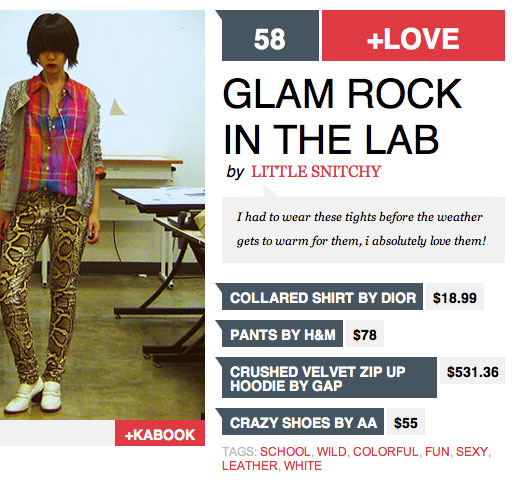 58
+LOVE
GLAM ROCK
IN THE LAB
by LITTLE SNITCHY
I had to wear these tights before the weather
gets to warm for them, i absolutely love them!
COLLARED SHIRT BY DIOR $18.99
PANTS BY H&M $78
CRUSHED VELVET ZIP UP $531.36
HOODIE BY GAP
CRAZY SHOES BY AA $55
+KABOOK
TAGS: SCHOOL, WILD, COLORFUL, FUN, SEXY,
LEATHER, WHITE